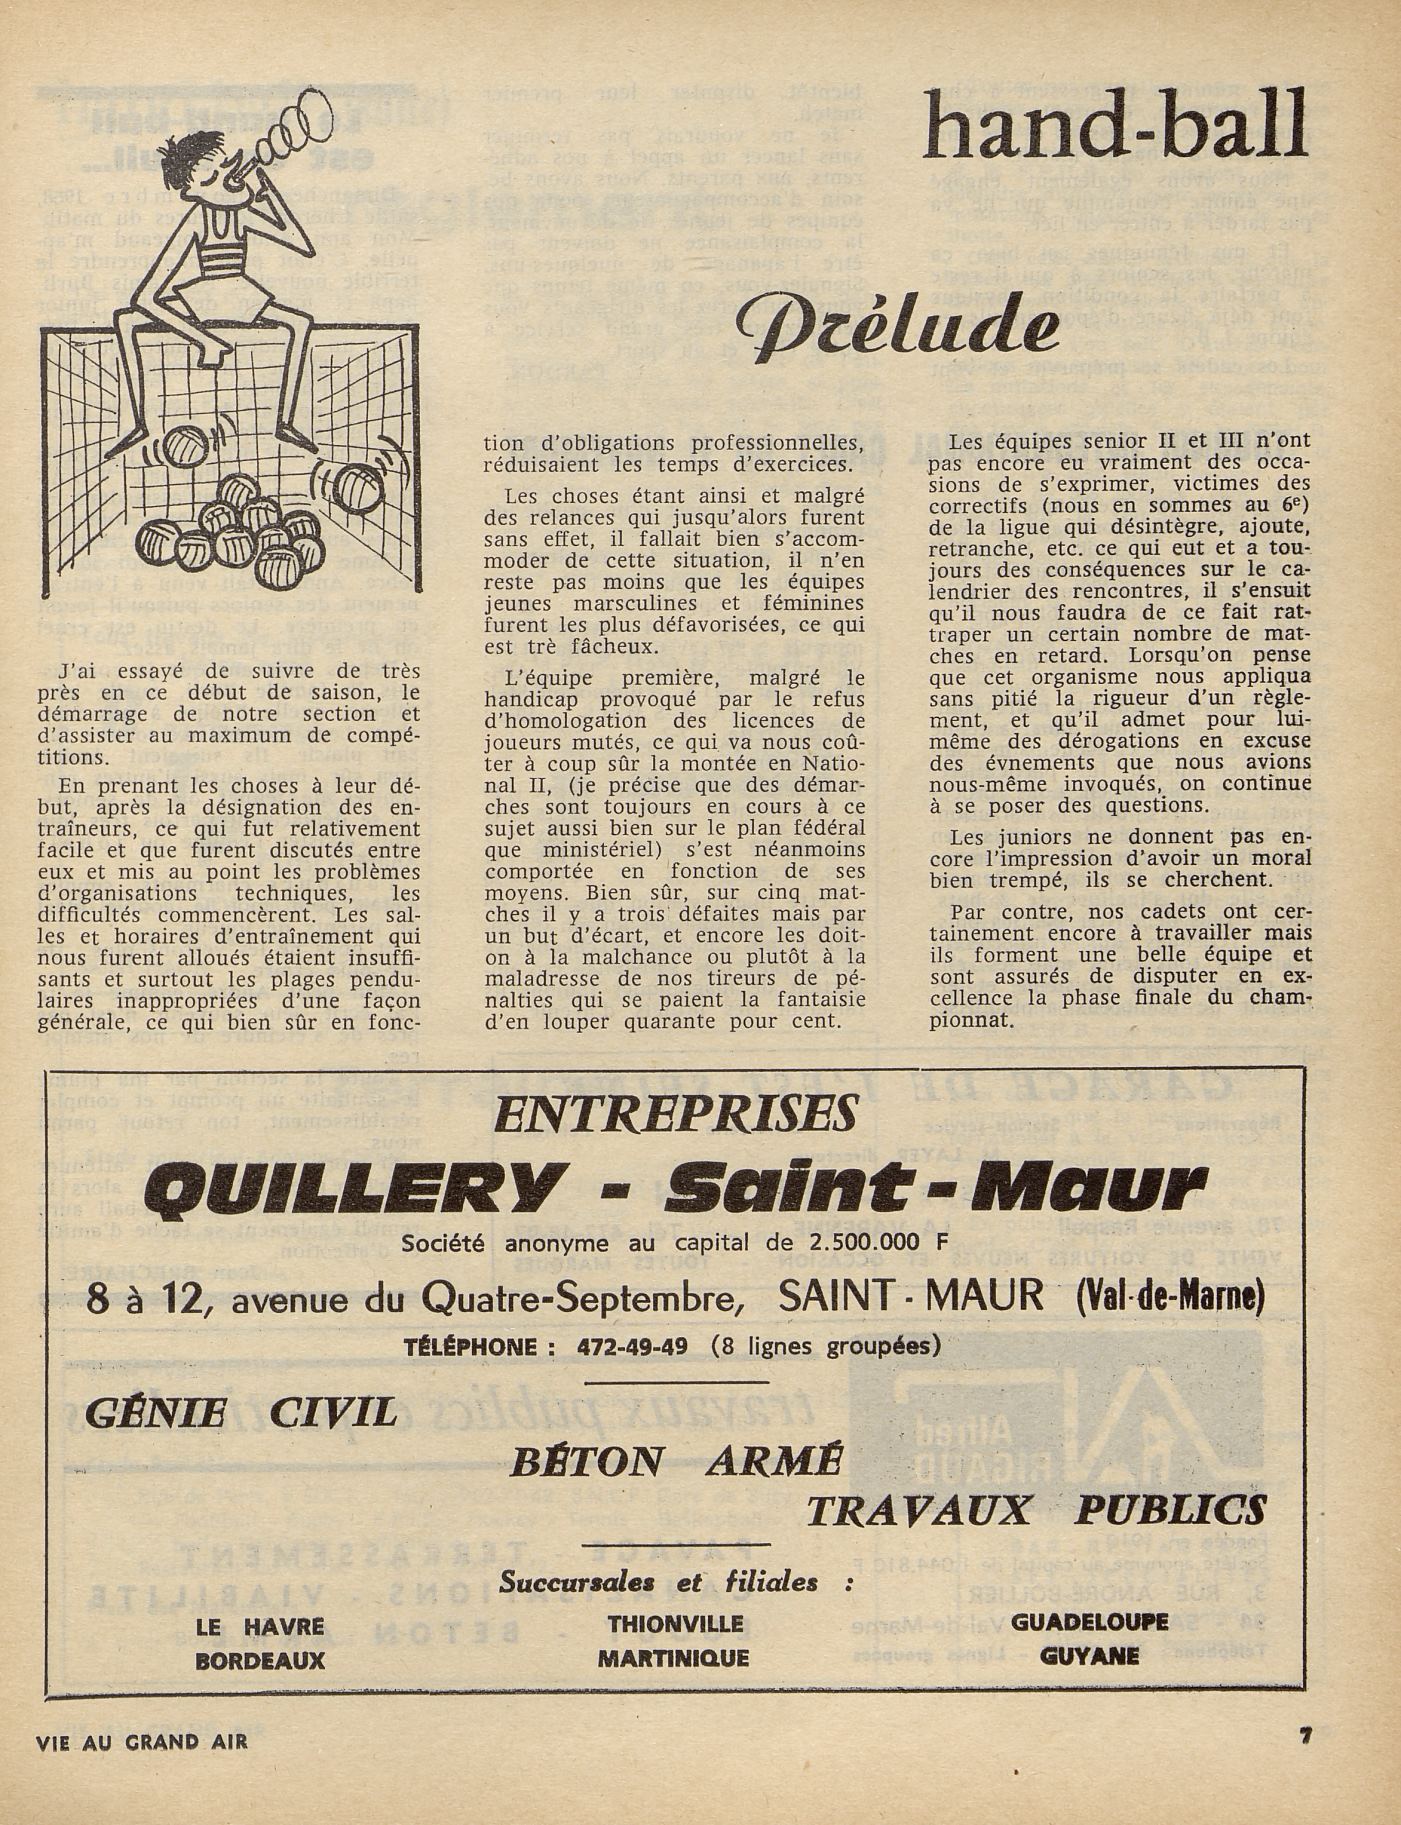 hand-ball
Prélude
J'ai essayé de suivre de très
près en ce début de saison, le
démarrage de notre section et
d'assister au maximum de compé-
titions.
En prenant les choses à leur dé-
but, après la désignation des en-
traîneurs, ce qui fut relativement
facile et que furent discutés entre
eux et mis au point les problèmes
d'organisations techniques, les
difficultés commencèrent. Les sal-
les et horaires d'entraînement qui
nous furent alloués étaient insuffi-
sants et surtout les plages pendu-
laires inappropriées d'une façon
générale, ce qui bien sûr en fonc-
tion d'obligations professionnelles,
réduisaient les temps d'exercices.
Les choses étant ainsi et malgré
des relances qui jusqu'alors furent
sans effet, il fallait bien s'accom-
moder de cette situation, il n'en
reste pas moins que les équipes
jeunes marsculines et féminines
furent les plus défavorisées, ce qui
est trè fâcheux.
L'équipe première, malgré le
handicap provoqué par le refus
d'homologation des licences de
joueurs mutés, ce qui va nous coû-
ter à coup sûr la montée en Natio-
nal II, (je précise que des démar-
ches sont toujours en cours à ce
sujet aussi bien sur le plan fédéral
que ministériel) s'est néanmoins
comportée en fonction de ses
moyens. Bien sûr, sur cinq mat-
ches il y a trois défaites mais par
un but d'écart, et encore les doit-
on à la malchance ou plutôt à la
maladresse de nos tireurs de pé-
nalties qui se paient la fantaisie
d'en louper quarante pour cent.
Les équipes senior II et III n'ont
pas encore eu vraiment des occa-
sions de s'exprimer, victimes des
correctifs (nous en sommes au 6e)
de la ligue qui désintègre, ajoute,
retranche, etc. ce qui eut et a tou-
jours des conséquences sur le ca-
lendrier des rencontres, il s'ensuit
qu'il nous faudra de ce fait rat-
traper un certain nombre de mat-
ches en retard. Lorsqu'on pense
que cet organisme nous appliqua
sans pitié la rigueur d'un règle-
ment, et qu'il admet pour lui-
même des dérogations en excuse
des évnements que nous avions
nous-même invoqués, on continue
à se poser des questions.
Les juniors ne donnent pas en-
core l'impression d'avoir un moral
bien trempé, ils se cherchent.
Par contre, nos cadets ont cer-
tainement encore à travailler mais
ils forment une belle équipe et
sont assurés de disputer en ex-
cellence la phase finale du cham-
pionnat.
ENTREPRISES
QUILLERY - Saint-Maur
Société anonyme au capital de 2.500.000 F
8 à 12, avenue du Quatre-Septembre, SAINT-MAUR (Val-de-Marne)
TÉLÉPHONE : 472-49-49 (8 lignes groupées)
GÉNIE CIVIL
BÉTON ARMÉ
TRAVAUX PUBLICS
Succursales et filiales :
LE HAVRE THIONVILLE GUADELOUPE
BORDEAUX MARTINIQUE GUYANE
VIE AU GRAND AIR 7